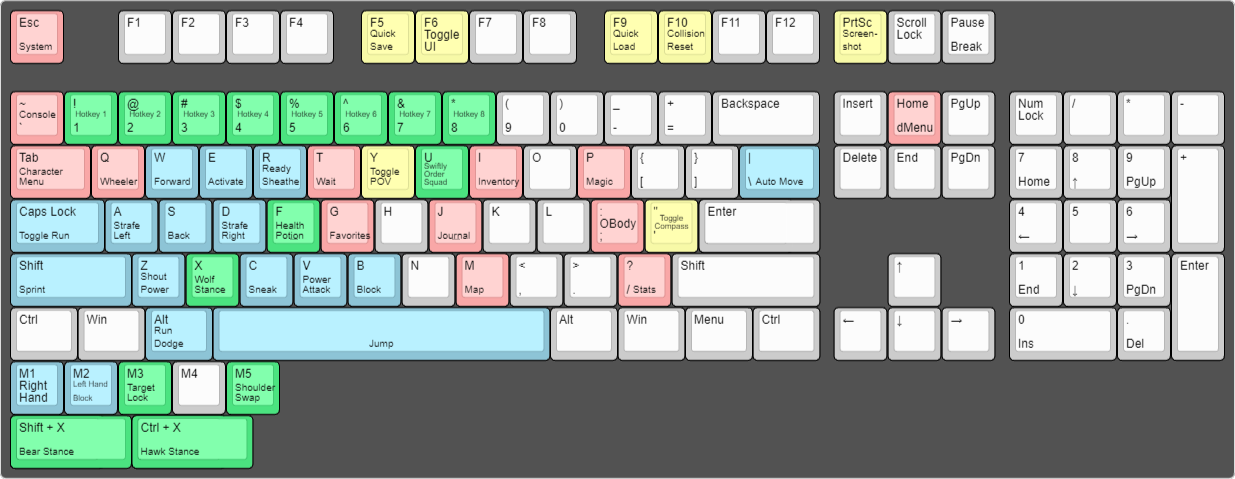 Esc
System
F1
F2
F3
F4
F5
Quick
Save
F6
Toggle
UI
F7
F8
F9
Quick
Load
F10
Collision
Reset
F11
F12
PrtSc
Screen-
shot
Scroll
Lock
Pause
Break
~
Console
`
!
Hotkey 1
1
@
Hotkey 2
2
#
Hotkey 3
3
$
Hotkey 4
4
%
Hotkey 5
5
^
Hotkey 6
6
&
Hotkey 7
7
*
Hotkey 8
8
(
9
)
0
_
-
+
=
Backspace
Insert
Home
dMenu
PgUp
Num
Lock
/
*
-
Tab
Character
Menu
Q
Wheeler
W
Forward
E
Activate
R
Ready
Sheathe
T
Wait
Y
Toggle
POV
U
Swiftly
Order
Squad
I
Inventory
O
P
Magic
{
[
}
]
|
\ Auto Move
Delete
End
PgDn
7
Home
8
↑
9
PgUp
+
Caps Lock
Toggle Run
A
Strafe
Left
S
Back
D
Strafe
Right
F
Health
Potion
G
Favorites
H
J
Journal
K
L
:
OBody
;
"
Toggle
Compass
'
Enter
4
←
5
6
→
Shift
Sprint
Z
Shout
Power
X
Wolf
Stance
C
Sneak
V
Power
Attack
B
Block
N
M
Map
<
,
>
.
?
/ Stats
Shift
↑
1
End
2
↓
3
PgDn
Enter
Ctrl
Win
Alt
Run
Dodge
Jump
Alt
Win
Menu
Ctrl
←
↓
→
0
Ins
.
Del
M1
Right
Hand
M2
Left Hand
Block
M3
Target
Lock
M4
M5
Shoulder
Swap
Shift + X
Bear Stance
Ctrl + X
Hawk Stance